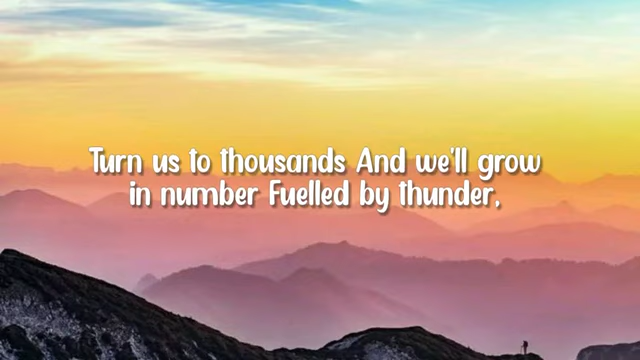 Turn us to thousands And we'll grow
in number Fuelled by thunder,